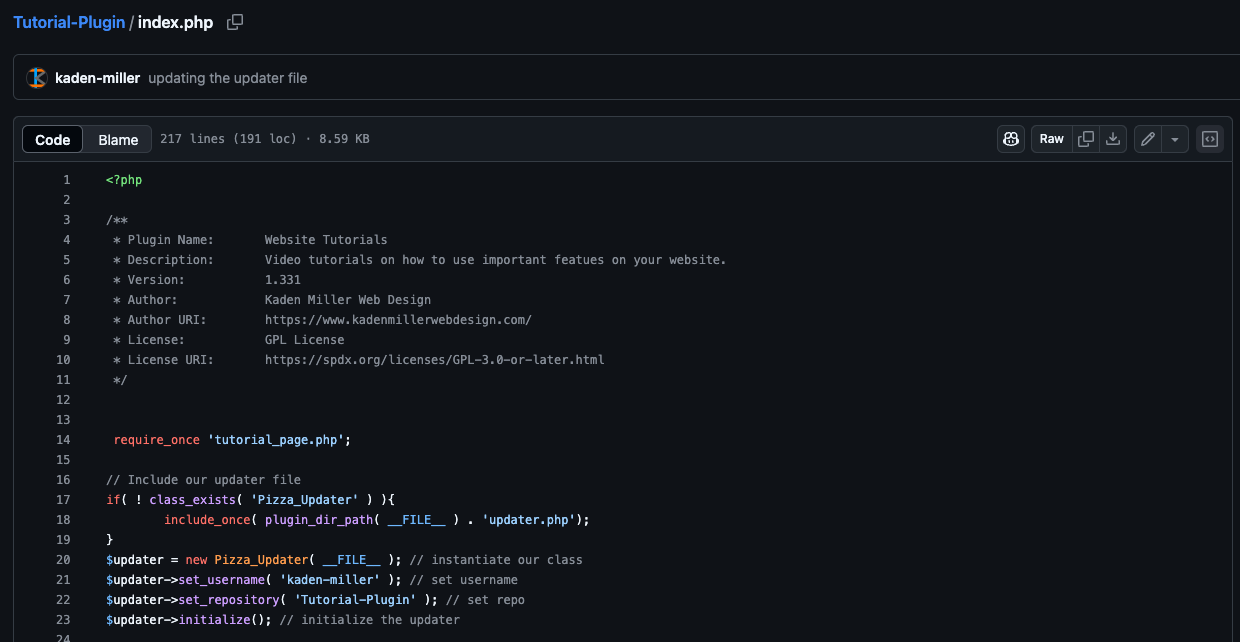 Tutorial-Plugin / index.php
kaden-miller updating the updater file
Code Blame 217 lines (191 loc) · 8.59 KB Raw
1 <?php
2
3 /**
4 * Plugin Name: Website Tutorials
5 * Description: Video tutorials on how to use important featues on your website.
6 * Version: 1.331
7 * Author: Kaden Miller Web Design
8 * Author URI: https://www.kadenmillerwebdesign.com/
9 * License: GPL License
10 * License URI: https://spdx.org/licenses/GPL-3.0-or-later.html
11 */
12
13
14 require_once 'tutorial_page.php';
15
16 // Include our updater file
17 if( ! class_exists( 'Pizza_Updater' ) ){
18 include_once( plugin_dir_path( __FILE__ ) . 'updater.php');
19 }
20 $updater = new Pizza_Updater( __FILE__ ); // instantiate our class
21 $updater->set_username( 'kaden-miller' ); // set username
22 $updater->set_repository( 'Tutorial-Plugin' ); // set repo
23 $updater->initialize(); // initialize the updater
24